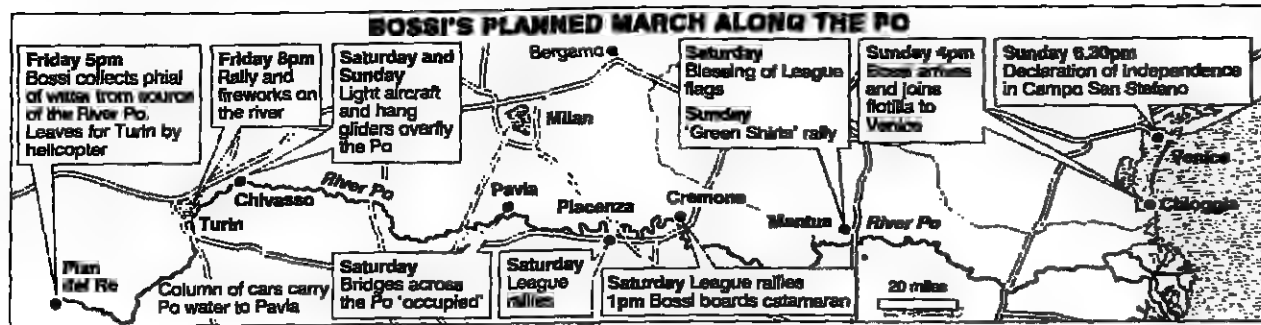 BOSSI'S PLANNED MARCH ALONG THE PO
Friday 5pm
Bossi collects phial
of water from source
of the River Po.
Leaves for Turin by
helicopter
Friday 8pm
Rally and
fireworks on
the river
Saturday and
Sunday
Light aircraft
and hang
gliders overfly
the Po
Bergamo
Saturday
Blessing of League
flags
Sunday
'Green Shirts' rally
Sunday 4pm
Bossi arrives
and joins
flotilla to
Venice
Sunday 6.30pm
Declaration of Independence
in Campo San Stefano
Milan
Venice
Chivasso
River Po
Pavia
Piacenza
Cremona
Mantua
River Po
Chioggia
Turin
Pian
del Re
Column of cars carry
Po water to Pavia
Saturday
Bridges across
the Po 'occupied'
Saturday
League
rallies
Saturday League rallies
1pm Bossi boards catamaran
20 miles